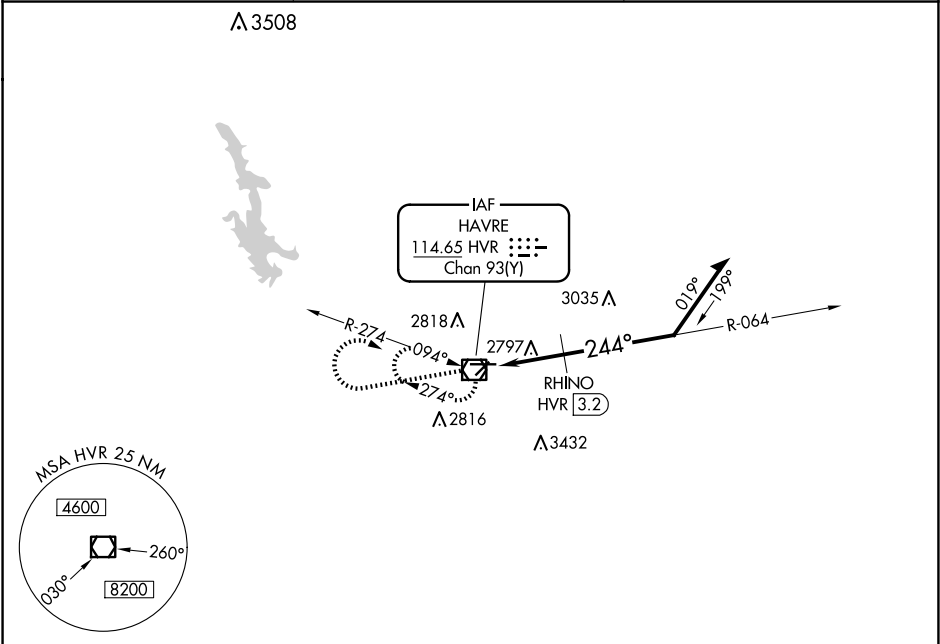 3508
IAF
HAVRE
114.65 HVR
Chan 93(Y)
3035
019°
199°
R-064
R-274
2818
094°
2797
244°
274°
RHINO
HVR 3.2
2816
3432
MSA HVR 25 NM
4600
260°
030°
8200